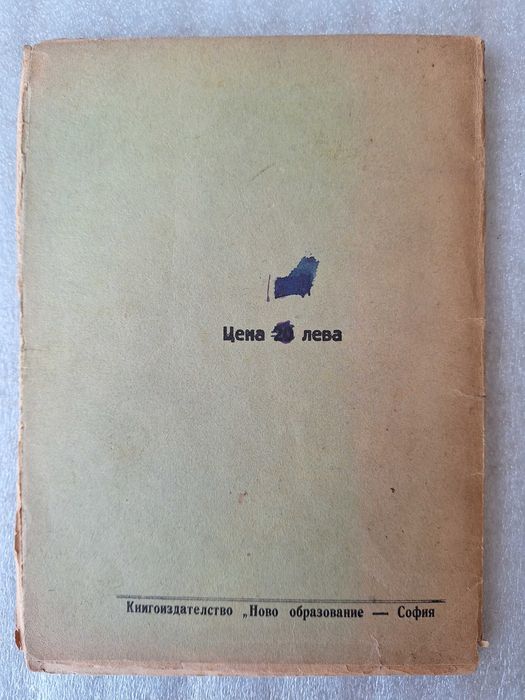 Цена лева
Книгоиздателство „Ново образование — София